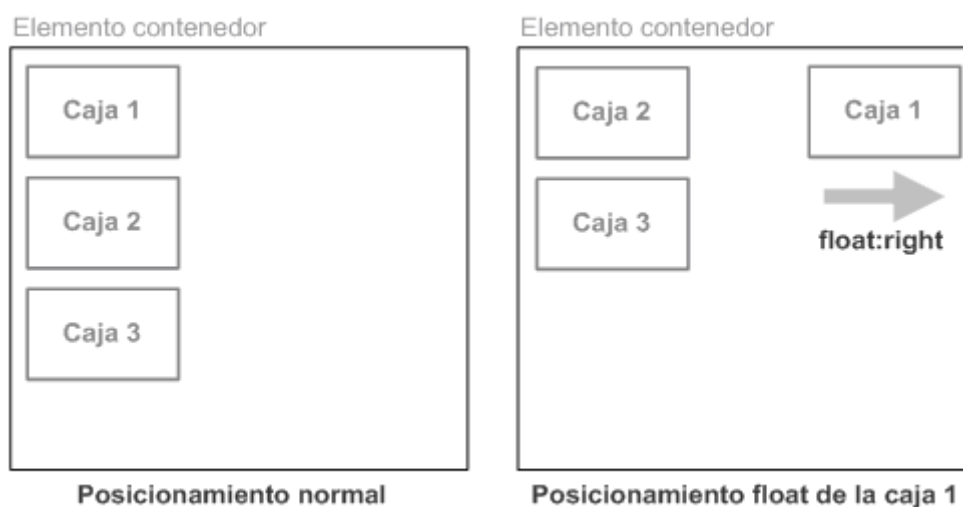 Elemento contenedor
Caja 1
Caja 2
Caja 3
Posicionamiento normal
Elemento contenedor
Caja 2
Caja 1
Caja 3
float:right
Posicionamiento float de la caja 1